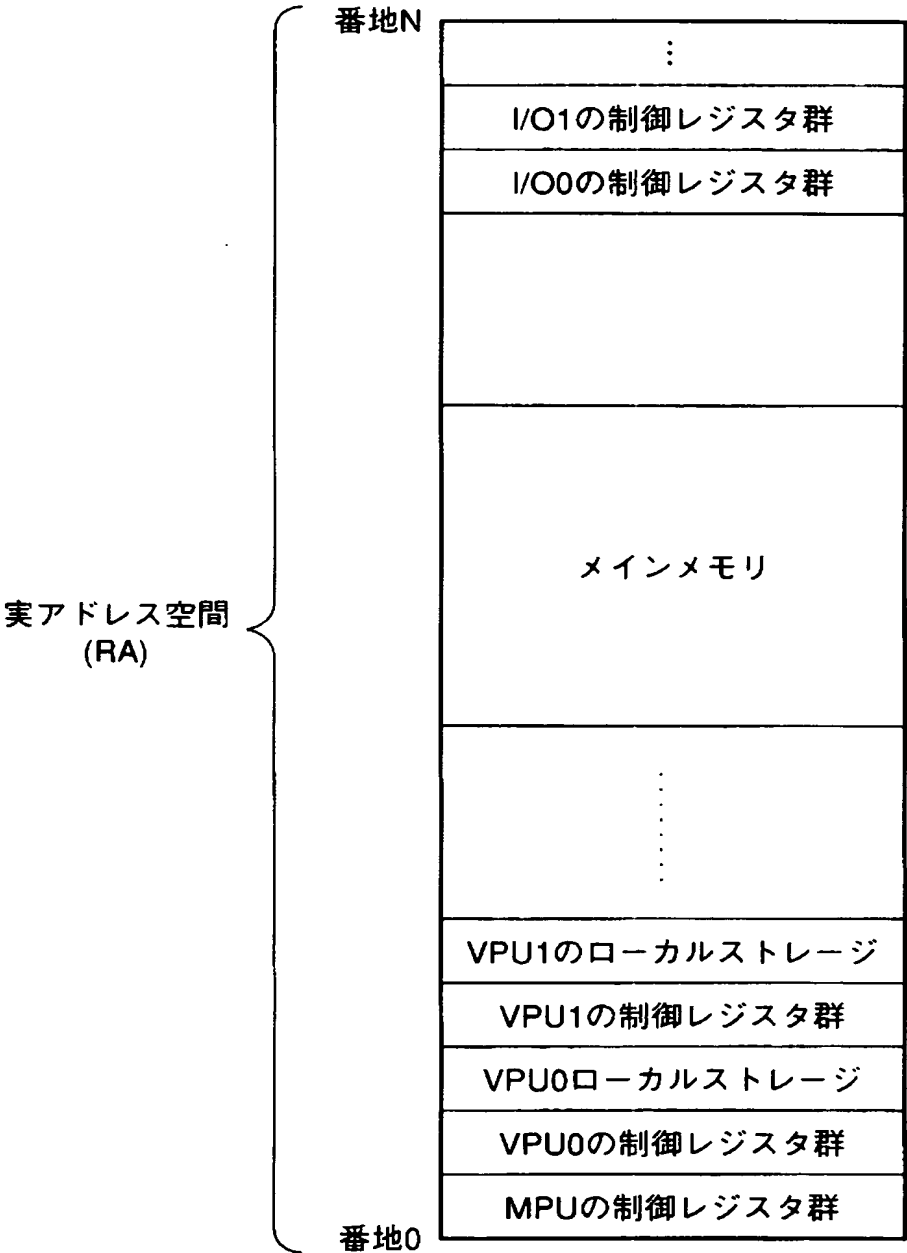 番地N
⋮
I/O1の制御レジスタ群
I/O0の制御レジスタ群
メインメモリ
実アドレス空間
(RA)
VPU1のローカルストレージ
VPU1の制御レジスタ群
VPU0ローカルストレージ
VPU0の制御レジスタ群
MPUの制御レジスタ群
番地0